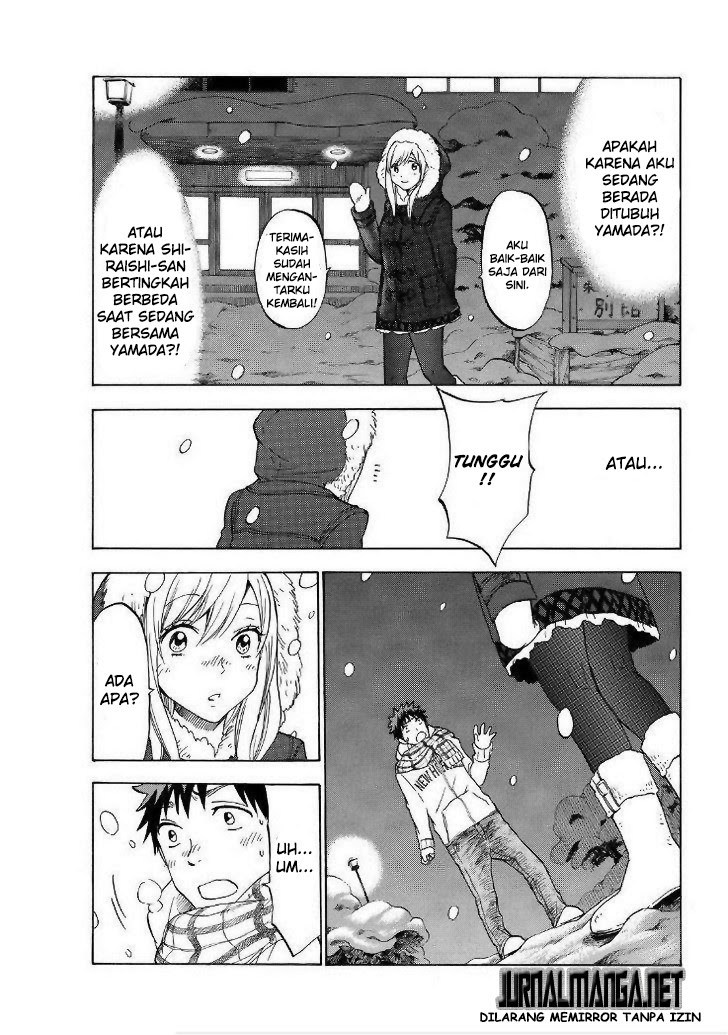 APAKAH
KARENA AKU
SEDANG
BERADA
DITUBUH
YAMADA?!
AKU
BAIK-BAIK
SAJA DARI
SINI.
TERIMA-
KASIH
SUDAH
MENGAN-
TARKU
KEMBALI!
ATAU
KARENA SHI-
RAISHI-SAN
BERTINGKAH
BERBEDA
SAAT SEDANG
BERSAMA
YAMADA?!
ATAU...
TUNGGU
!!
ADA
APA?
UH...
UM...
JURNALMANGA.NET
DILARANG MEMIRROR TANPA IZIN